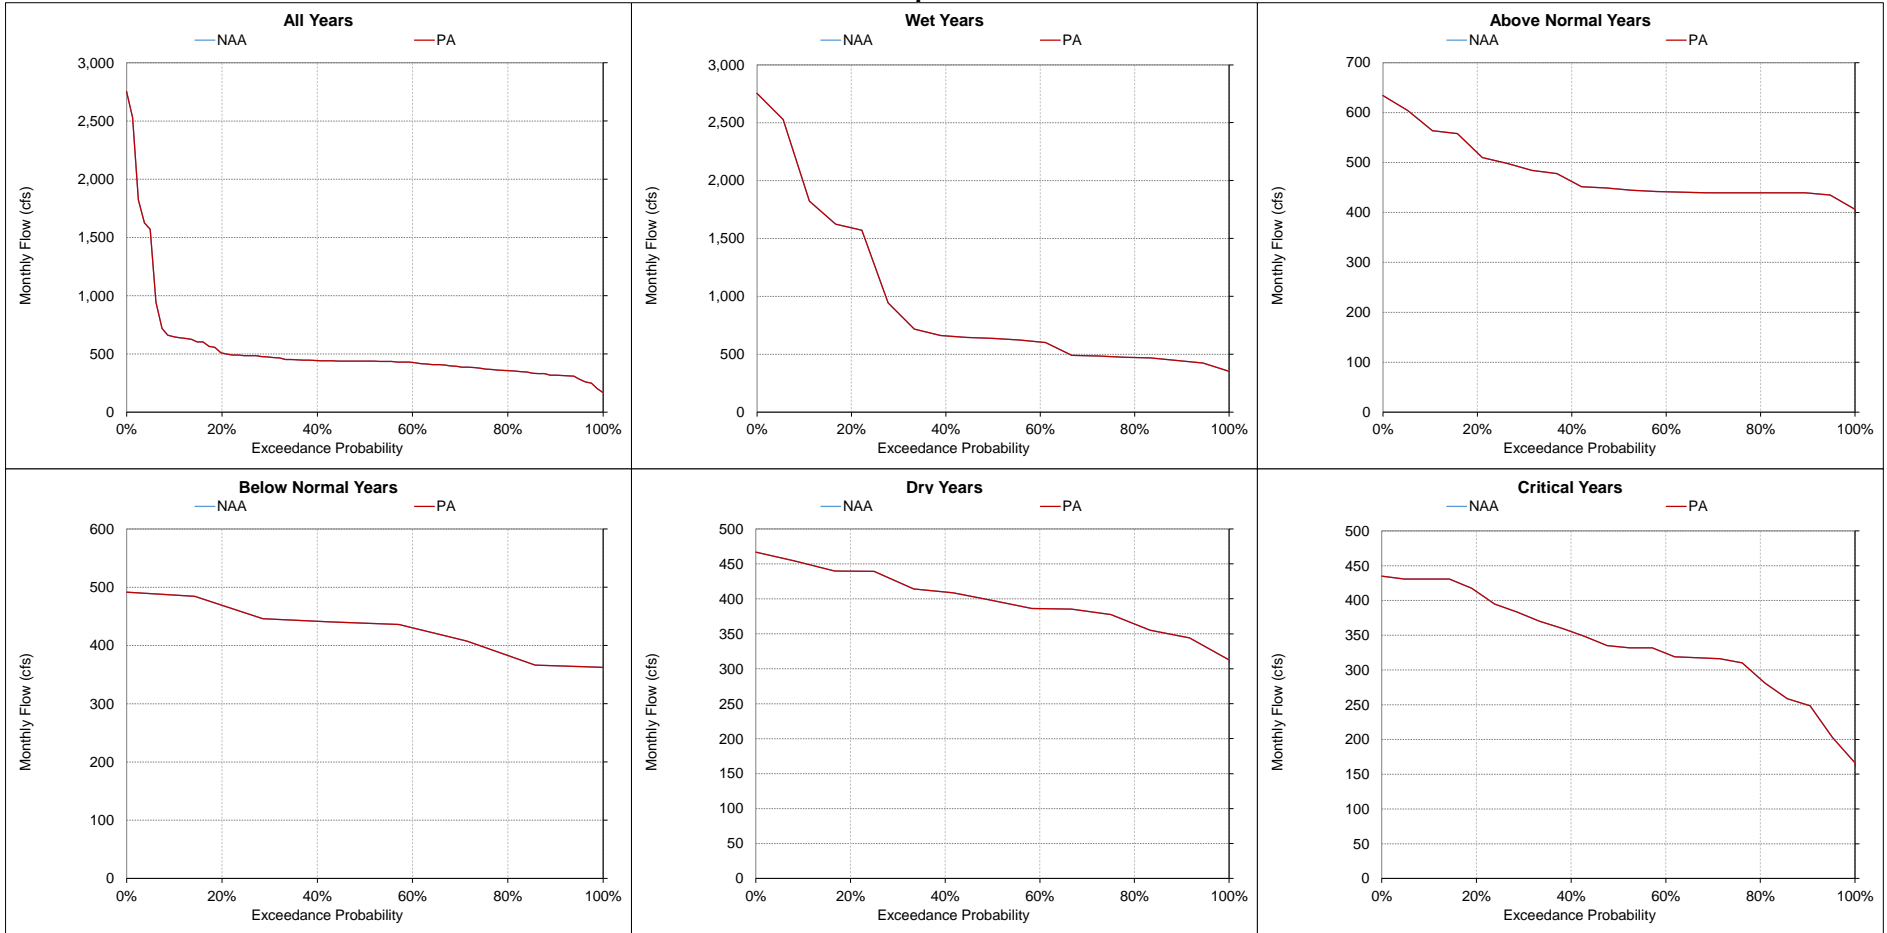 All Years
NAA PA
3,000
2,500
2,000
1,500
1,000
500
0
0% 20% 40% 60% 80% 100%
Exceedance Probability
Monthly Flow (cfs)
Wet Years
NAA PA
3,000
2,500
2,000
1,500
1,000
500
0
0% 20% 40% 60% 80% 100%
Exceedance Probability
Monthly Flow (cfs)
Above Normal Years
NAA PA
700
600
500
400
300
200
100
0
0% 20% 40% 60% 80% 100%
Exceedance Probability
Monthly Flow (cfs)
Below Normal Years
NAA PA
600
500
400
300
200
100
0
0% 20% 40% 60% 80% 100%
Exceedance Probability
Monthly Flow (cfs)
Dry Years
NAA PA
500
450
400
350
300
250
200
150
100
50
0
0% 20% 40% 60% 80% 100%
Exceedance Probability
Monthly Flow (cfs)
Critical Years
NAA PA
500
450
400
350
300
250
200
150
100
50
0
0% 20% 40% 60% 80% 100%
Exceedance Probability
Monthly Flow (cfs)